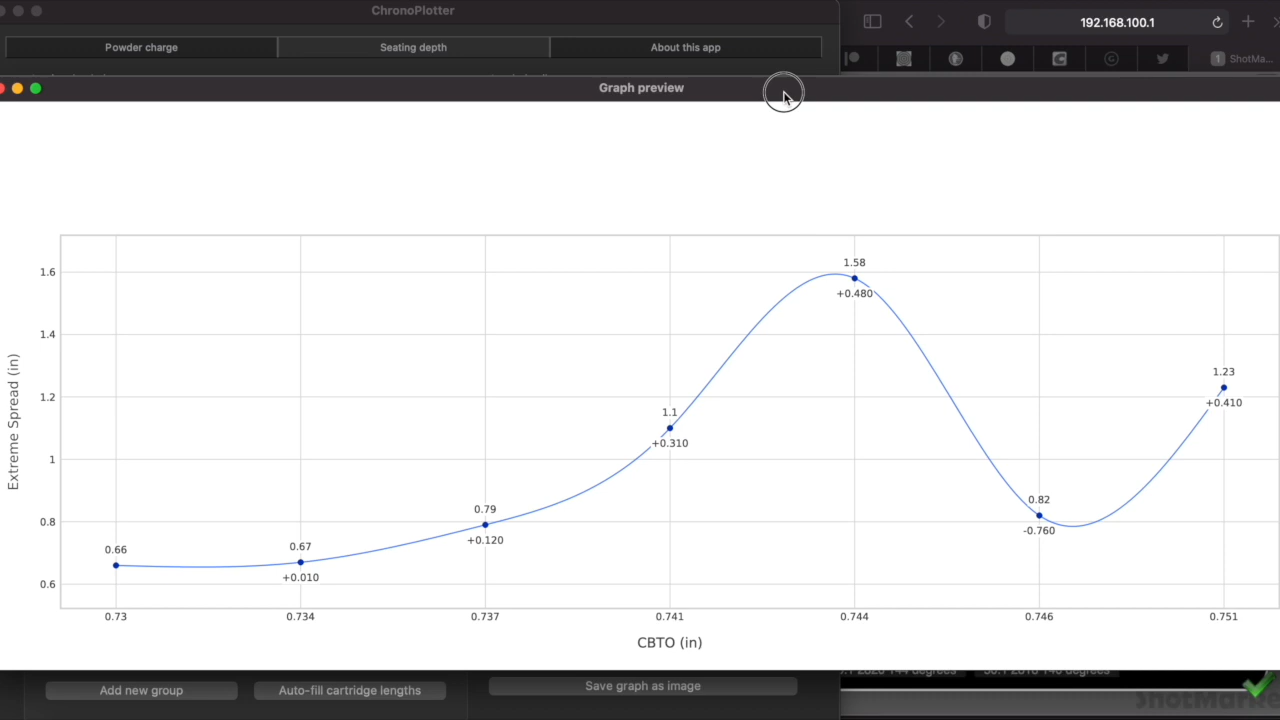 ChronoPlotter
192.168.100.1
Powder charge
Seating depth
About this app
1 ShotMa...
Graph preview
1.6
1.4
1.2
1
0.8
0.6
Extreme Spread (in)
0.66
0.67
+0.010
0.79
+0.120
1.1
+0.310
1.58
+0.480
0.82
-0.760
1.23
+0.410
0.73
0.734
0.737
0.741
0.744
0.746
0.751
CBTO (in)
Add new group
Auto-fill cartridge lengths
Save graph as image